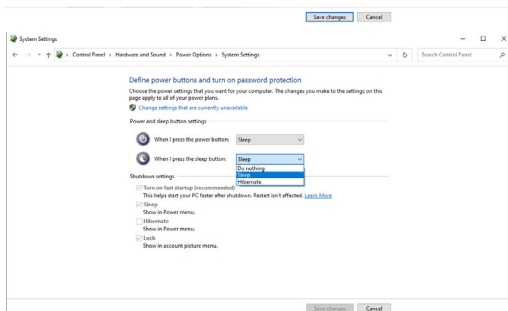 Save changes Cancel
System Settings
Control Panel › Hardware and Sound › Power Options › System Settings
Search Control Panel
Define power buttons and turn on password protection
Choose the power settings that you want for your computer. The changes you make to the settings on this
page apply to all of your power plans.
Change settings that are currently unavailable
Power and sleep button settings
When I press the power button: Sleep
When I press the sleep button: Sleep
Do nothing
Sleep
Hibernate
Shutdown settings
Turn on fast startup (recommended)
This helps start your PC faster after shutdown. Restart isn't affected. Learn More
Sleep
Show in Power menu.
Hibernate
Show in Power menu.
Lock
Show in account picture menu.
Save changes Cancel